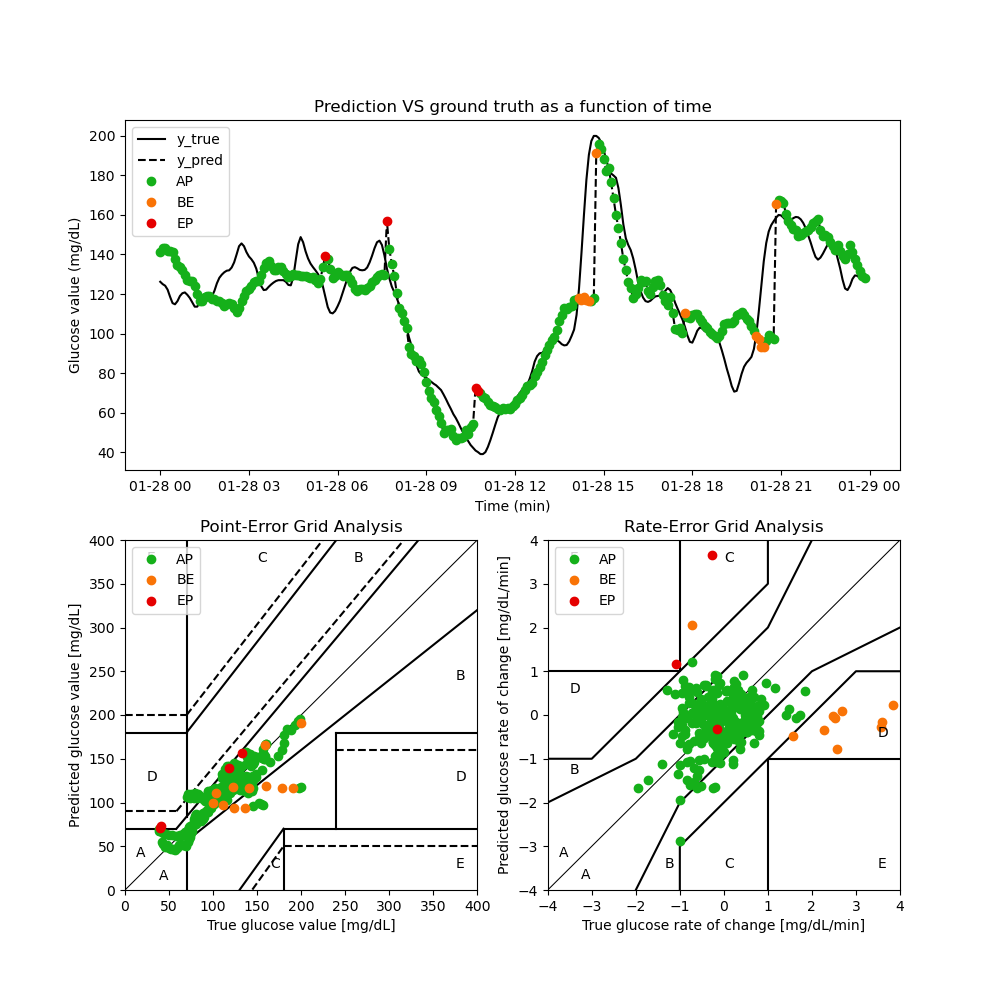 Prediction VS ground truth as a function of time
Glucose value (mg/dL)
200
180
160
140
120
100
80
60
40
y_true
y_pred
AP
BE
EP
01-28 00 01-28 03 01-28 06 01-28 09 01-28 12 01-28 15 01-28 18 01-28 21 01-29 00
Time (min)
Point-Error Grid Analysis
Predicted glucose value [mg/dL]
400
350
300
250
200
150
100
50
0
AP
BE
EP
C B
B
D D
A
A
C
E
0 50 100 150 200 250 300 350 400
True glucose value [mg/dL]
Rate-Error Grid Analysis
Predicted glucose rate of change [mg/dL/min]
4
3
2
1
0
−1
−2
−3
−4
AP
BE
EP
C
D
D
B
A
A
B C E
−4 −3 −2 −1 0 1 2 3 4
True glucose rate of change [mg/dL/min]